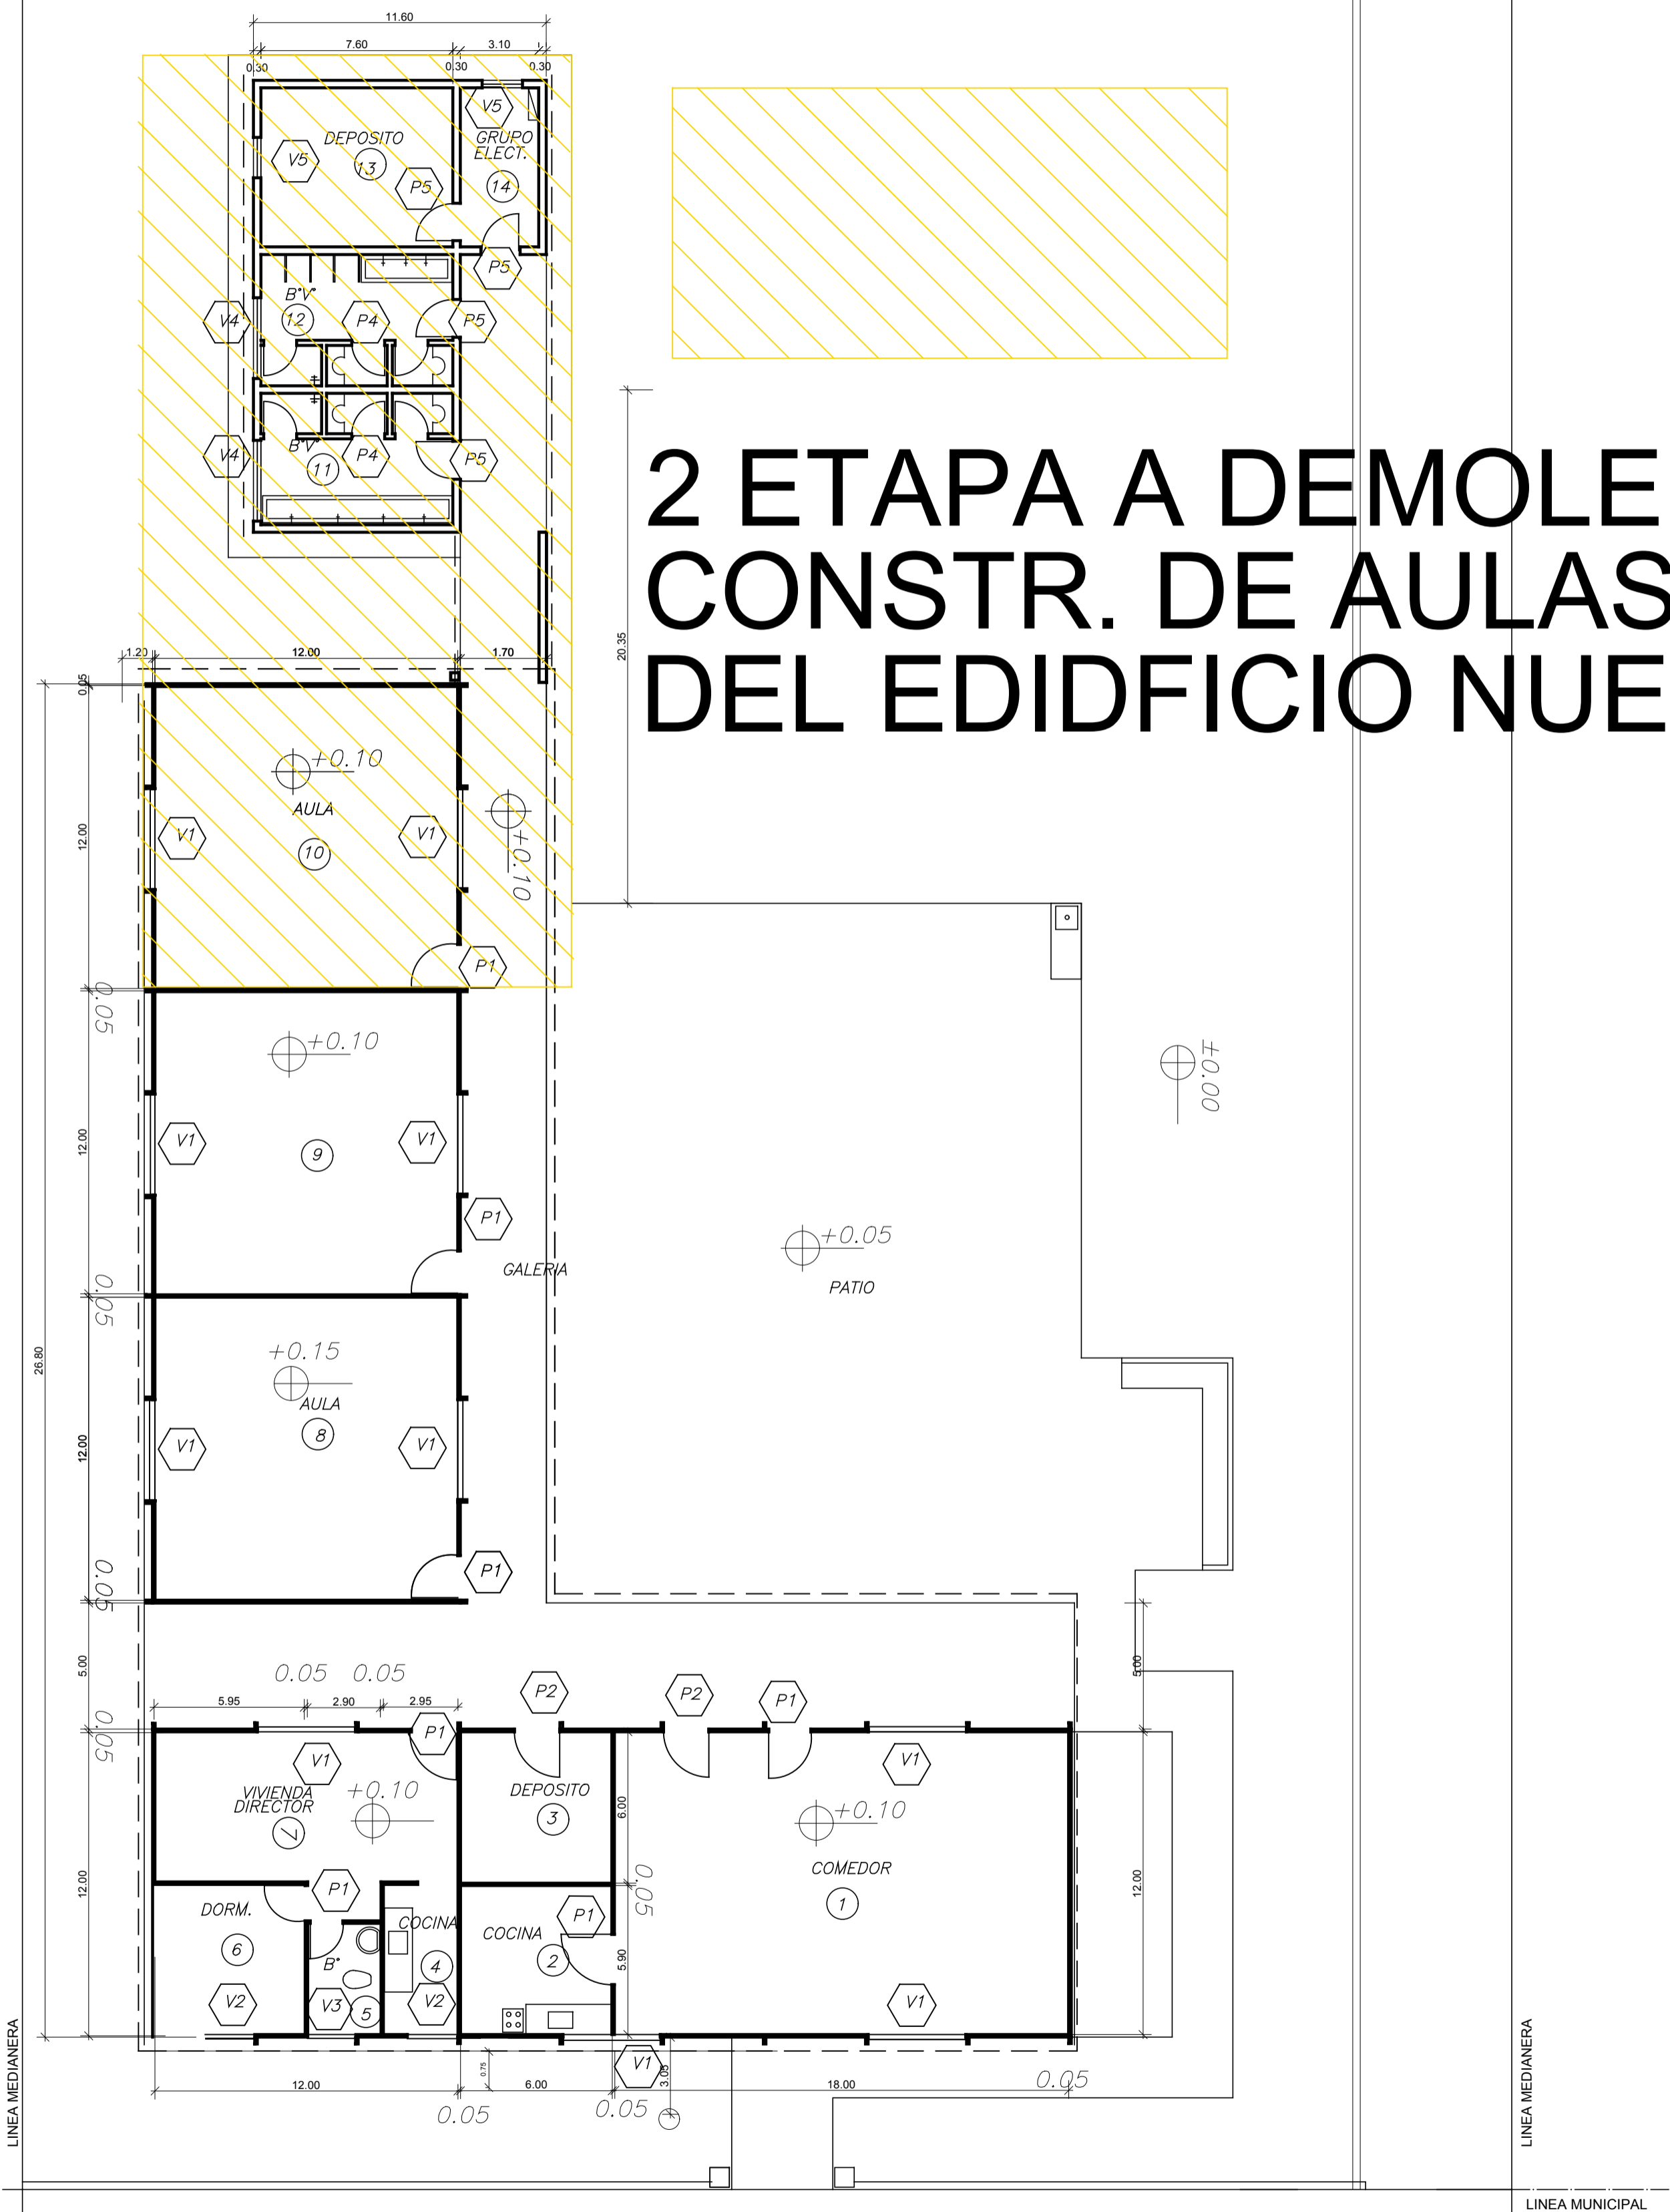 11.60
7.60
3.10
0.30
0.30
0.30
V5
DEPOSITO
GRUPO
ELECT.
V5
13
P5
14
P5
B°V°
V4
12
P4
P5
2 ETAPA A DEMOLE
V4
B°V°
P4
P5
11
CONSTR. DE AULAS
DEL EDIDFICIO NUE
20.35
1.20
12.00
1.70
0.05
+0.10
AULA
V1
V1
10
+0.10
12.00
P1
0.05
+0.10
±0.00
V1
V1
9
12.00
P1
+0.05
GALERIA
PATIO
0.05
26.80
+0.15
AULA
8
V1
V1
12.00
P1
0.05
5.00
5.00
0.05
0.05
P2
P2
P1
5.95
2.90
2.95
P1
0.05
V1
V1
VIVIENDA
DIRECTOR
+0.10
DEPOSITO
+0.10
7
3
6.00
COMEDOR
12.00
P1
0.05
12.00
1
DORM.
COCINA
COCINA
P1
6
B°
4
2
5.90
V2
V3
5
V2
V1
LINEA MEDIANERA
LINEA MEDIANERA
0.75
V1
3.05
12.00
6.00
18.00
0.05
0.05
0.05
LINEA MUNICIPAL